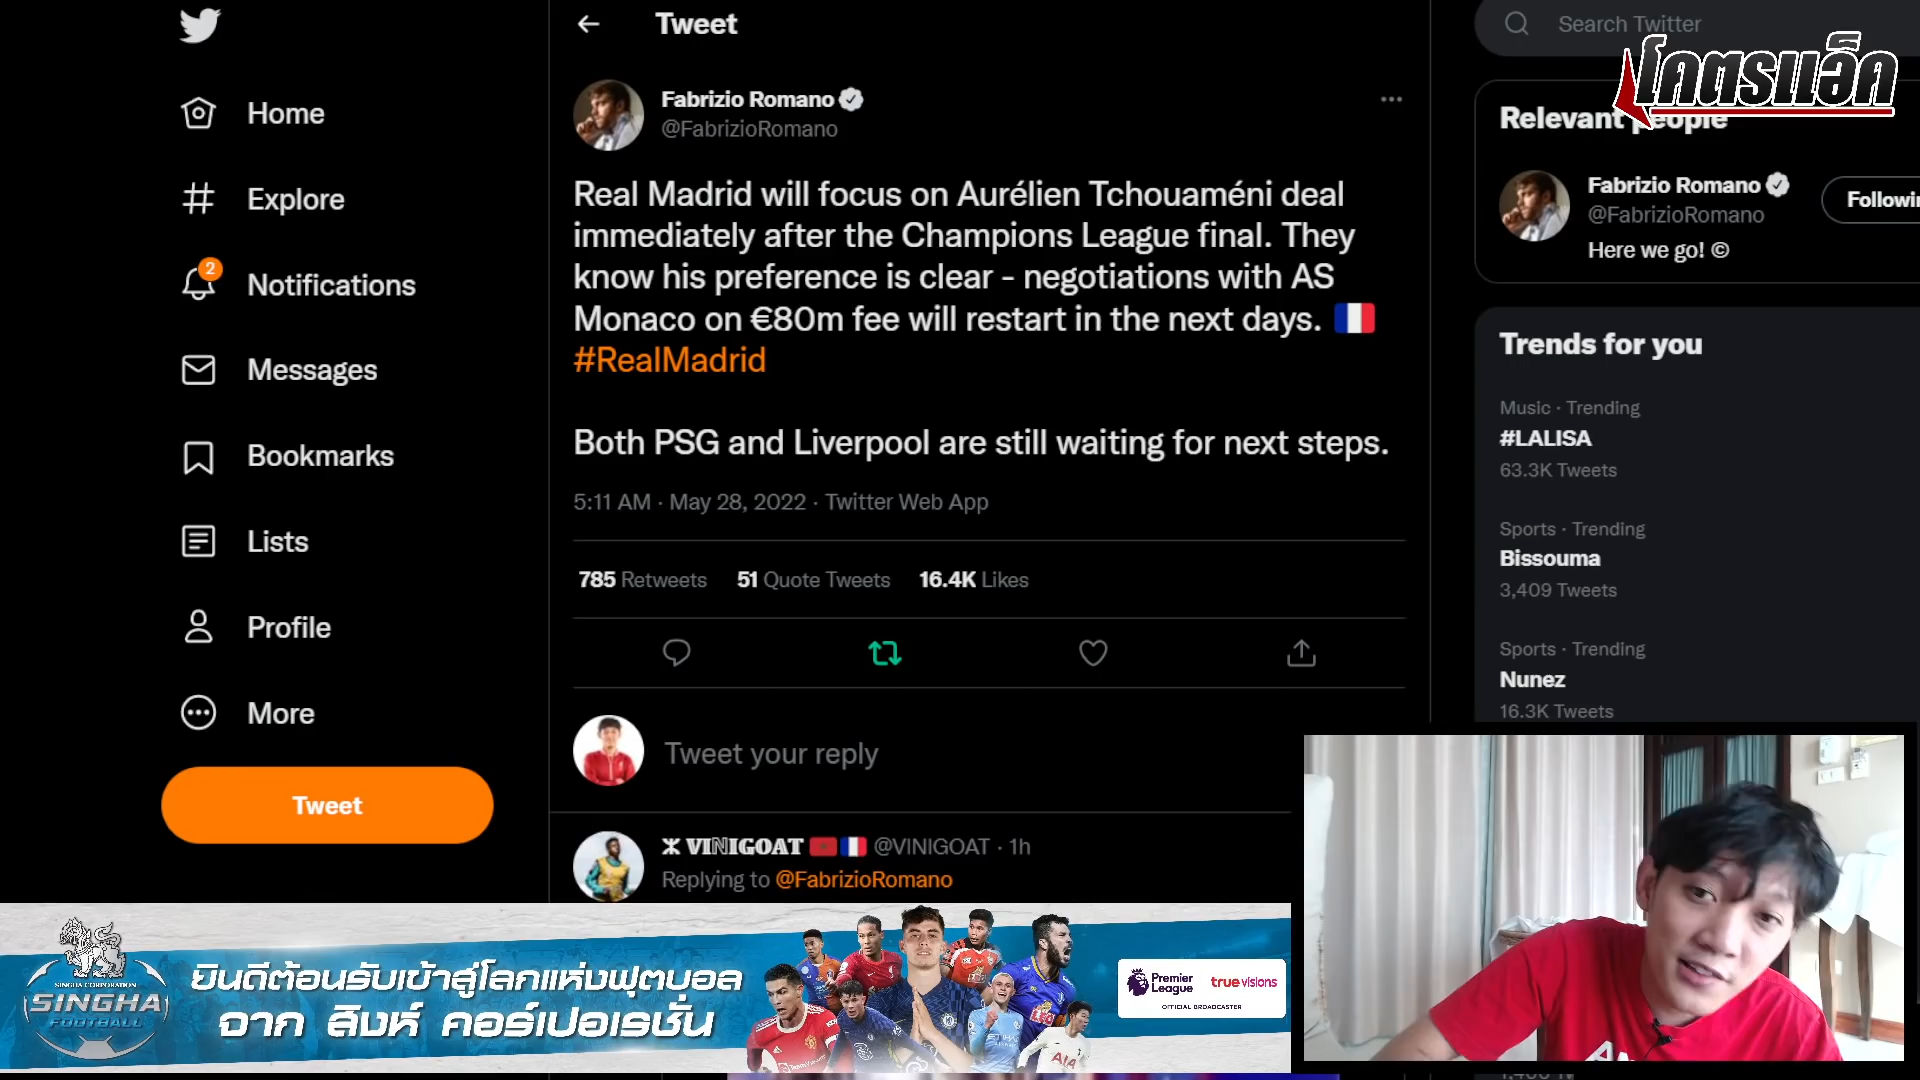 Tweet
Search Twitter
โคตรแอ็ค
Home
Explore
2
Notifications
Messages
Bookmarks
Lists
Profile
More
Tweet
Fabrizio Romano
@FabrizioRomano
Real Madrid will focus on Aurélien Tchouaméni deal
immediately after the Champions League final. They
know his preference is clear - negotiations with AS
Monaco on €80m fee will restart in the next days. 🇫🇷
#RealMadrid
Both PSG and Liverpool are still waiting for next steps.
5:11 AM · May 28, 2022 · Twitter Web App
785 Retweets 51 Quote Tweets 16.4K Likes
Tweet your reply
VINIGOAT 🇲🇦🇫🇷 @VINIGOAT · 1h
Replying to @FabrizioRomano
Relevant people
Fabrizio Romano
@FabrizioRomano
Followin
Here we go! ©
Trends for you
Music · Trending
#LALISA
63.3K Tweets
Sports · Trending
Bissouma
3,409 Tweets
Sports · Trending
Nunez
16.3K Tweets
SINGHA CORPORATION
SINGHA
FOOTBALL
ยินดีต้อนรับเข้าสู่โลกแห่งฟุตบอล
จาก สิงห์ คอร์เปอเรชั่น
Premier
League
truevisions
OFFICIAL BROADCASTER
LEO
AIA